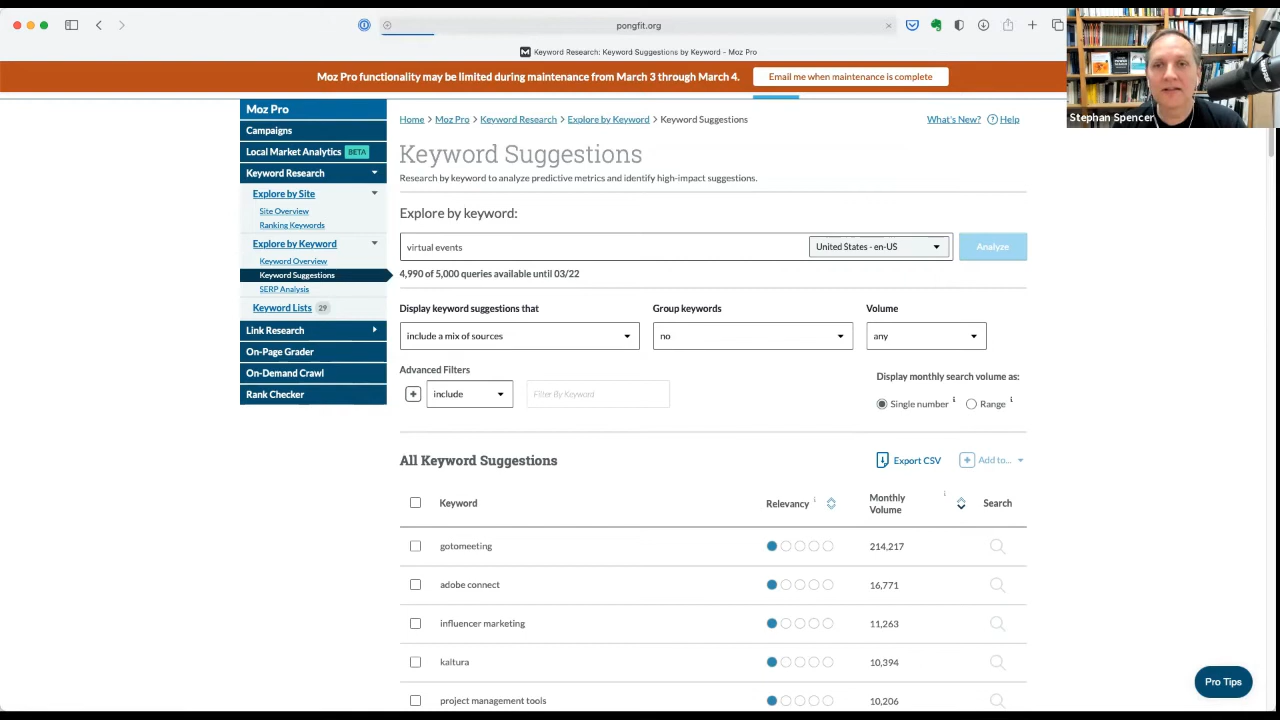 pongfit.org
Keyword Research: Keyword Suggestions by Keyword - Moz Pro
Moz Pro functionality may be limited during maintenance from March 3 through March 4.
Email me when maintenance is complete
Stephan Spencer
Moz Pro
Campaigns
Local Market Analytics BETA
Keyword Research
Explore by Site
Site Overview
Ranking Keywords
Explore by Keyword
Keyword Overview
Keyword Suggestions
SERP Analysis
Keyword Lists 29
Link Research
On-Page Grader
On-Demand Crawl
Rank Checker
Home > Moz Pro > Keyword Research > Explore by Keyword > Keyword Suggestions
What's New? ? Help
Keyword Suggestions
Research by keyword to analyze predictive metrics and identify high-impact suggestions.
Explore by keyword:
virtual events United States - en-US Analyze
4,990 of 5,000 queries available until 03/22
Display keyword suggestions that Group keywords Volume
include a mix of sources no any
Advanced Filters
include Filter By Keyword
Display monthly search volume as:
Single number i Range i
All Keyword Suggestions
Export CSV Add to...
Keyword Relevancy i Monthly Volume i Search
gotomeeting 214,217
adobe connect 16,771
influencer marketing 11,263
kaltura 10,394
project management tools 10,206
Pro Tips